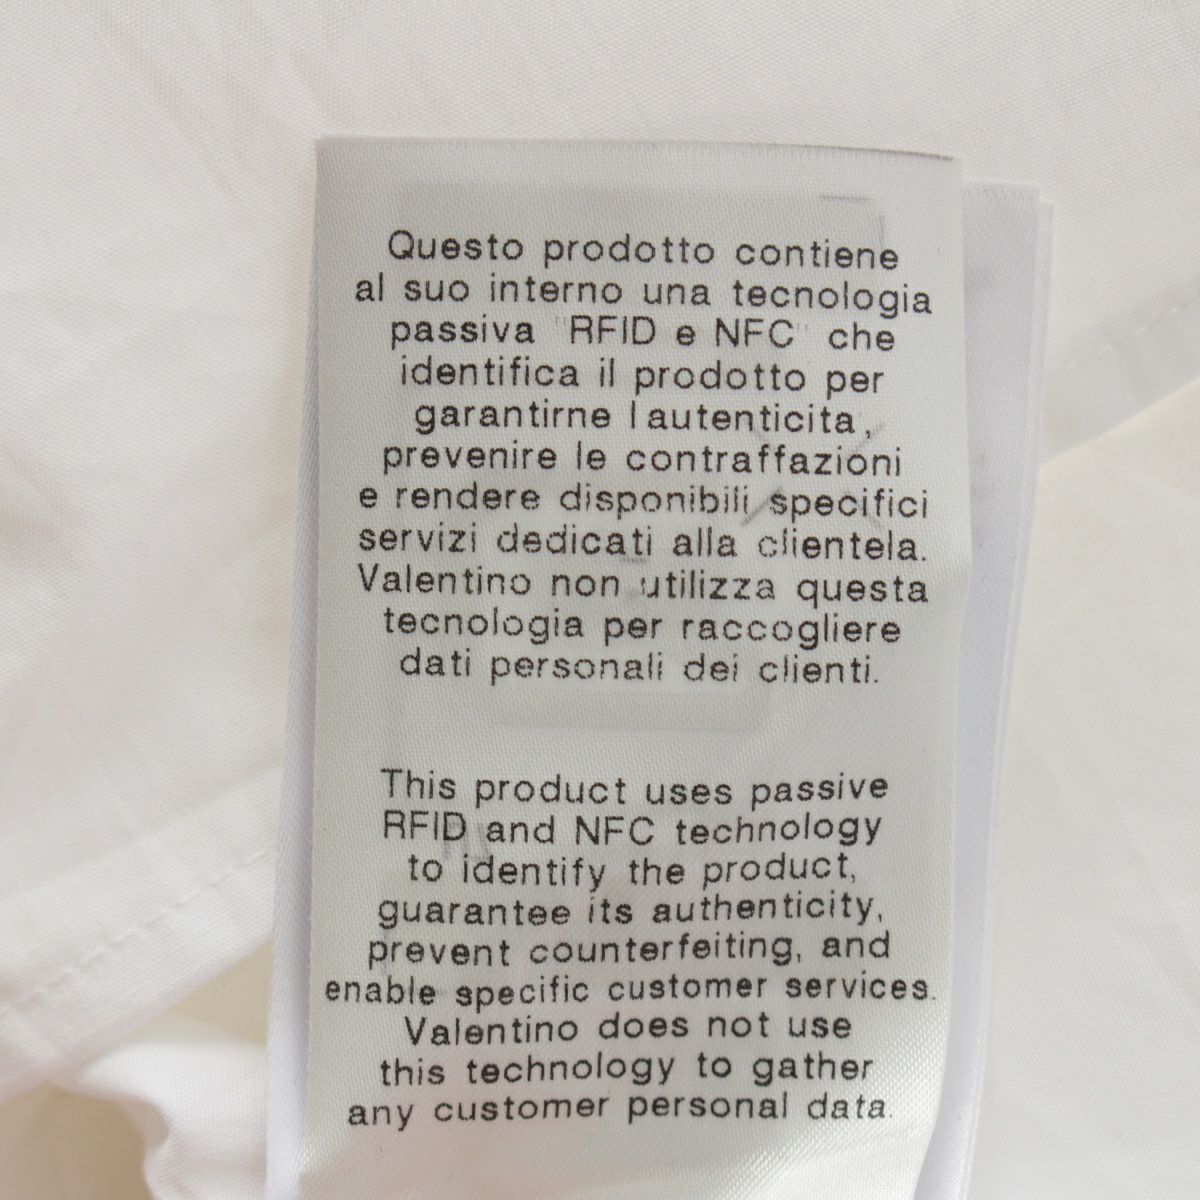 Questo prodotto contiene
al suo interno una tecnologia
passiva "RFID e NFC" che
identifica il prodotto per
garantirne l autenticita,
prevenire le contraffazioni
e rendere disponibili specifici
servizi dedicati alla clientela.
Valentino non utilizza questa
tecnologia per raccogliere
dati personali dei clienti.
This product uses passive
RFID and NFC technology
to identify the product,
guarantee its authenticity,
prevent counterfeiting, and
enable specific customer services.
Valentino does not use
this technology to gather
any customer personal data.